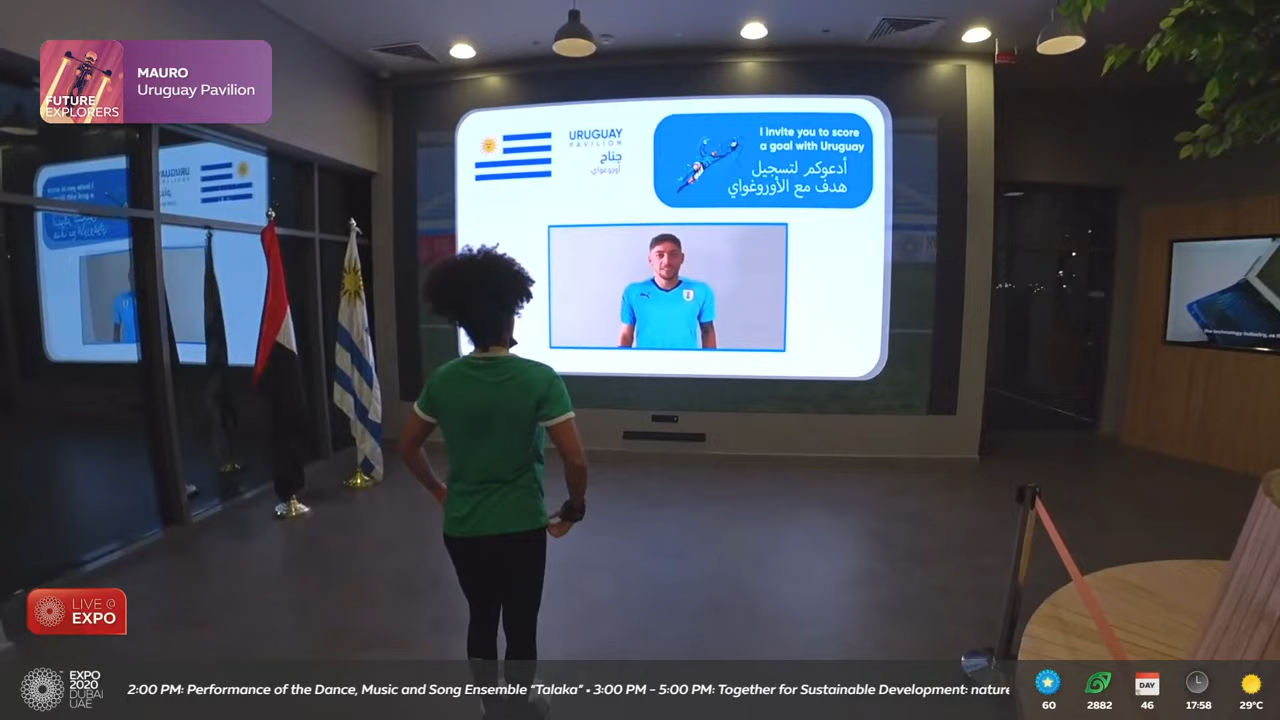 MAURO
Uruguay Pavilion
FUTURE
EXPLORERS
URUGUAY
PAVILION
جناح
أوروغواي
I invite you to score
a goal with Uruguay
أدعوكم لتسجيل
هدف مع الأوروغواي
LIVE @
EXPO
EXPO
2020
DUBAI
UAE
2:00 PM: Performance of the Dance, Music and Song Ensemble “Talaka” • 3:00 PM – 5:00 PM: Together for Sustainable Development: nature
60
2882
DAY
46
17:58
29°C